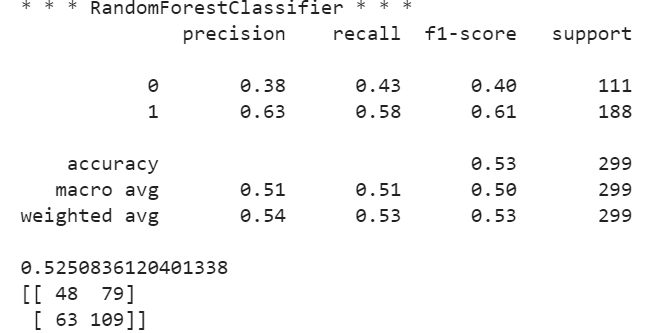 * * * RandomForestClassifier * * *
precision recall f1-score support
0 0.38 0.43 0.40 111
1 0.63 0.58 0.61 188
accuracy 0.53 299
macro avg 0.51 0.51 0.50 299
weighted avg 0.54 0.53 0.53 299
0.5250836120401338
[[ 48 79]
[ 63 109]]